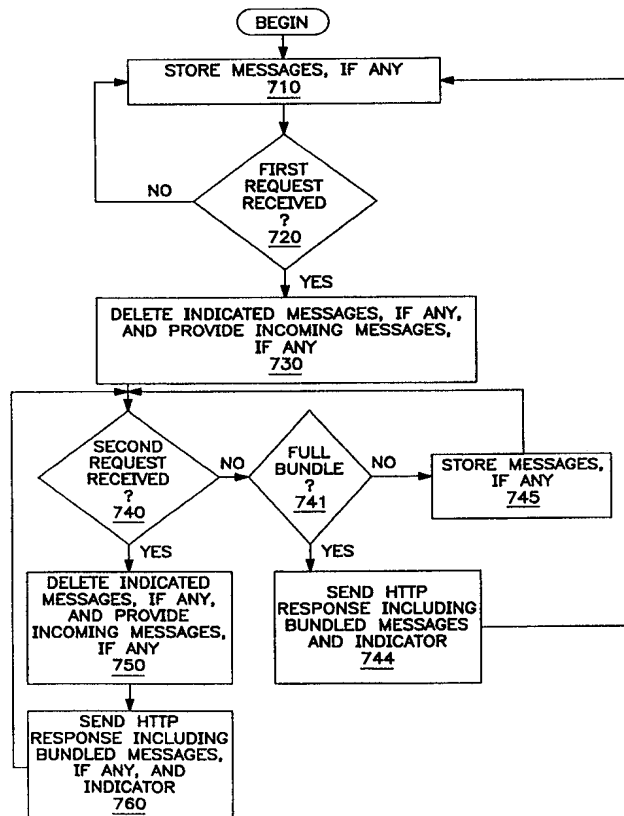 BEGIN
STORE MESSAGES, IF ANY
710
FIRST
REQUEST
RECEIVED
?
720
NO
YES
DELETE INDICATED MESSAGES, IF ANY,
AND PROVIDE INCOMING MESSAGES,
IF ANY
730
SECOND
REQUEST
RECEIVED
?
740
NO
FULL
BUNDLE
?
741
NO
STORE MESSAGES,
IF ANY
745
YES
YES
DELETE INDICATED
MESSAGES, IF ANY,
AND PROVIDE
INCOMING MESSAGES,
IF ANY
750
SEND HTTP
RESPONSE INCLUDING
BUNDLED MESSAGES
AND INDICATOR
744
SEND HTTP
RESPONSE INCLUDING
BUNDLED MESSAGES,
IF ANY, AND
INDICATOR
760